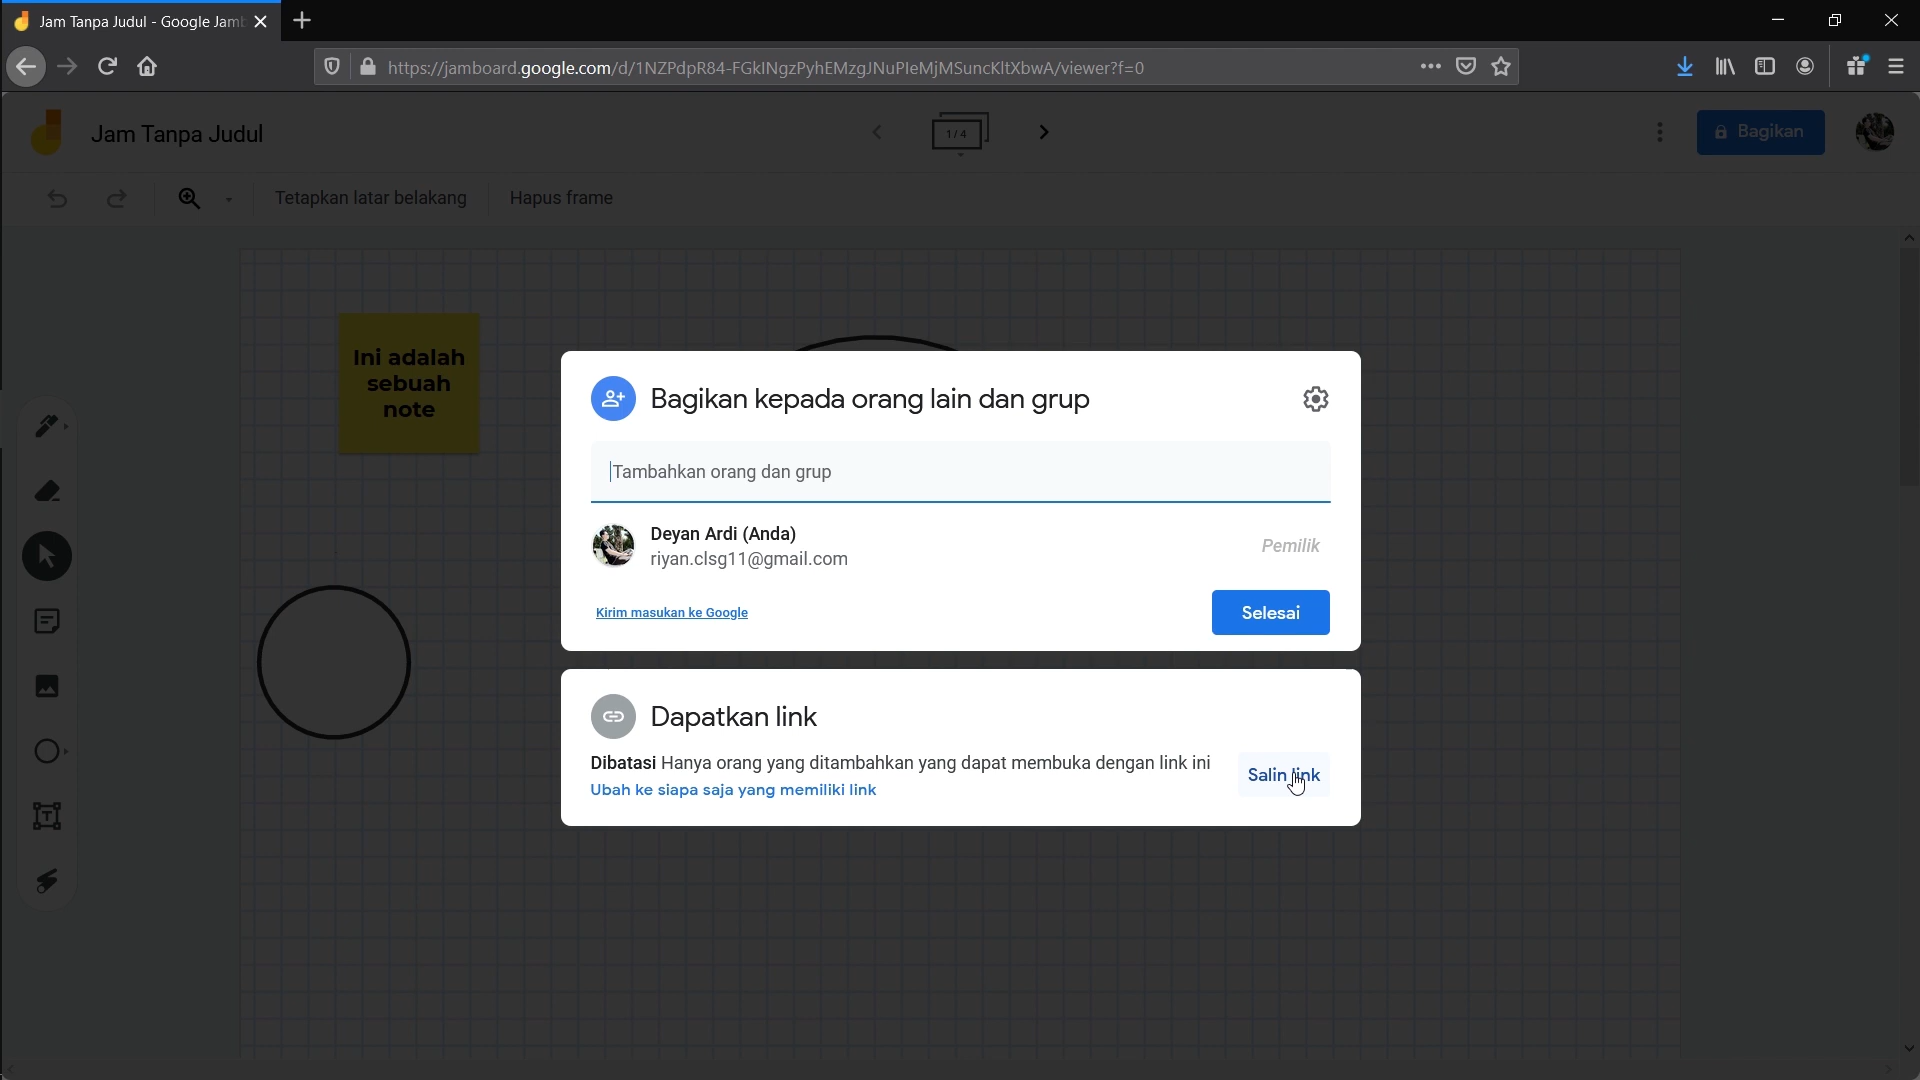 Jam Tanpa Judul - Google Jamb
https://jamboard.google.com/d/1NZPdpR84-FGkINgzPyhEMzgJNuPIeMjMSuncKltXbwA/viewer?f=0
Jam Tanpa Judul
1/4
Bagikan
Tetapkan latar belakang
Hapus frame
Ini adalah
sebuah
note
Bagikan kepada orang lain dan grup
Tambahkan orang dan grup
Deyan Ardi (Anda)
riyan.clsg11@gmail.com
Pemilik
Kirim masukan ke Google
Selesai
Dapatkan link
Dibatasi Hanya orang yang ditambahkan yang dapat membuka dengan link ini
Salin link
Ubah ke siapa saja yang memiliki link